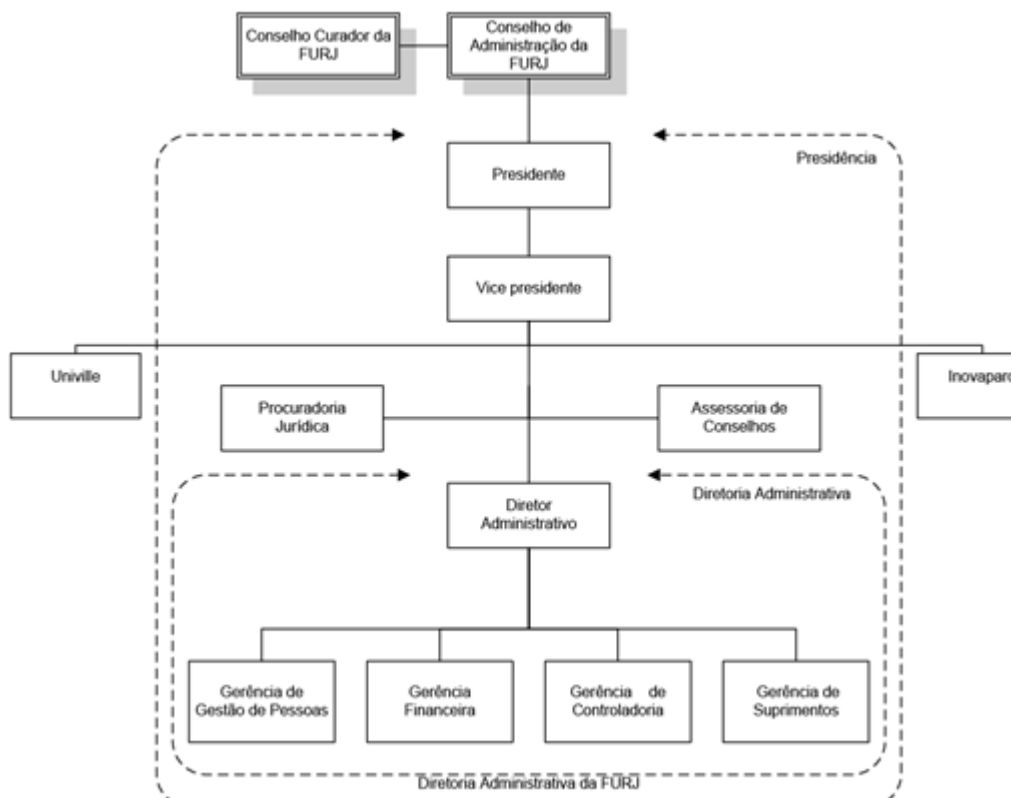 Conselho Curador da
FURJ
Conselho de
Administração da
FURJ
Presidência
Presidente
Vice presidente
Univille
Inovaparq
Procuradoria
Jurídica
Assessoria de
Conselhos
Diretoria Administrativa
Diretor
Administrativo
Gerência de
Gestão de Pessoas
Gerência
Financeira
Gerência de
Controladoria
Gerência de
Suprimentos
Diretoria Administrativa da FURJ